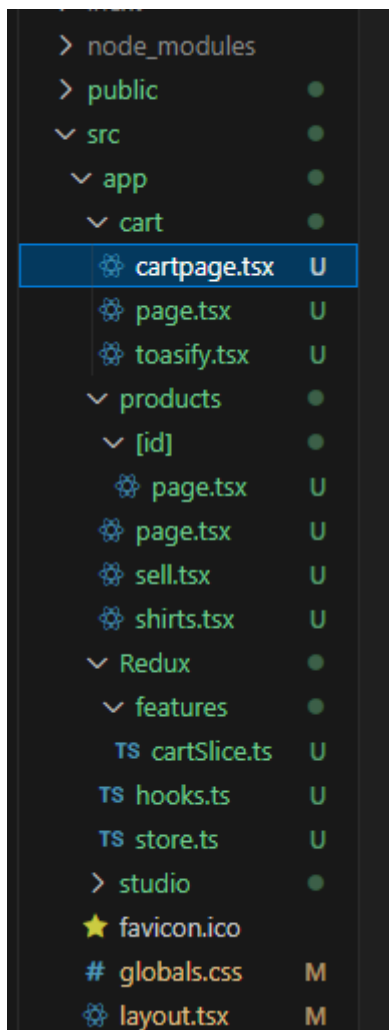 node_modules
public
src
app
cart
cartpage.tsx U
page.tsx U
toasify.tsx U
products
[id]
page.tsx U
page.tsx U
sell.tsx U
shirts.tsx U
Redux
features
TS cartSlice.ts U
TS hooks.ts U
TS store.ts U
studio
favicon.ico
# globals.css M
layout.tsx M